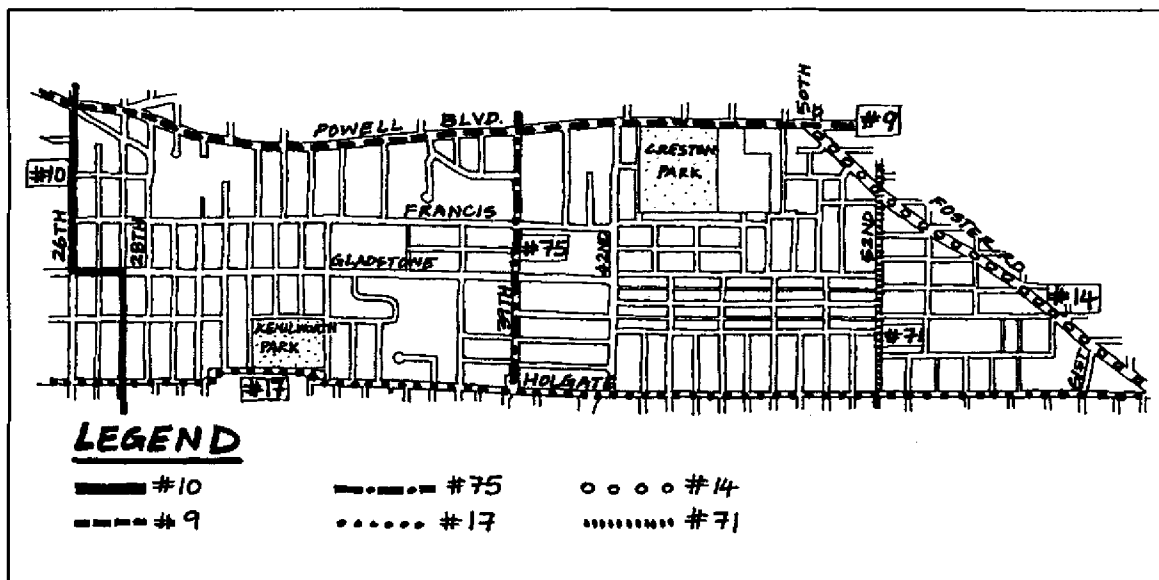 50TH
#9
POWELL BLVD.
CRESTON
PARK
#10
26TH
28TH
FRANCIS
GLADSTONE
#75
39TH
42ND
52ND
FOSTER RD.
#14
#71
61ST
KENILWORTH
PARK
HOLGATE
#17
LEGEND
#10
#75
#14
#9
#17
#71